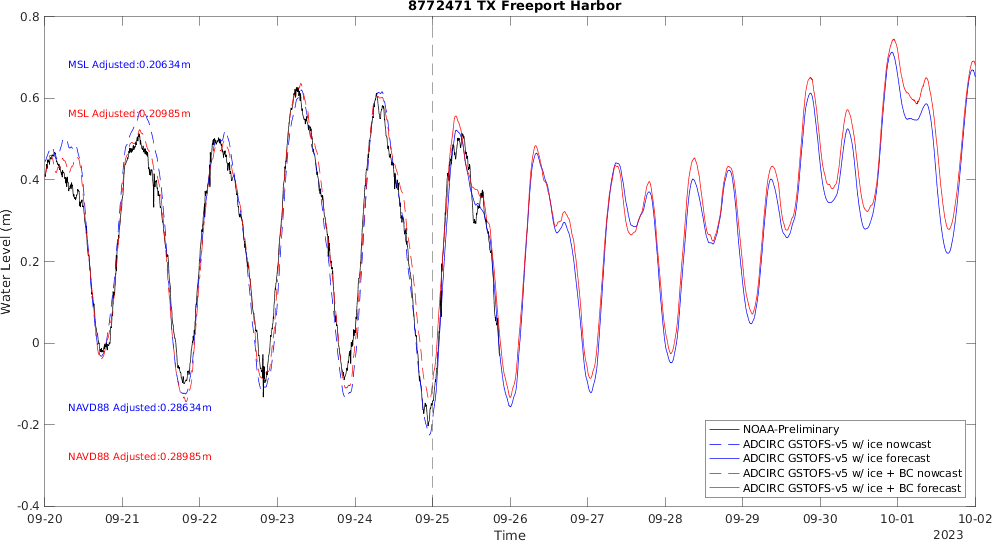 8772471 TX Freeport Harbor
0.8
0.6
0.4
0.2
0
-0.2
-0.4
Water Level (m)
MSL Adjusted:0.20634m
MSL Adjusted:0.20985m
NAVD88 Adjusted:0.28634m
NAVD88 Adjusted:0.28985m
NOAA-Preliminary
ADCIRC GSTOFS-v5 w/ ice nowcast
ADCIRC GSTOFS-v5 w/ ice forecast
ADCIRC GSTOFS-v5 w/ ice + BC nowcast
ADCIRC GSTOFS-v5 w/ ice + BC forecast
09-20 09-21 09-22 09-23 09-24 09-25 09-26 09-27 09-28 09-29 09-30 10-01 10-02
Time
2023